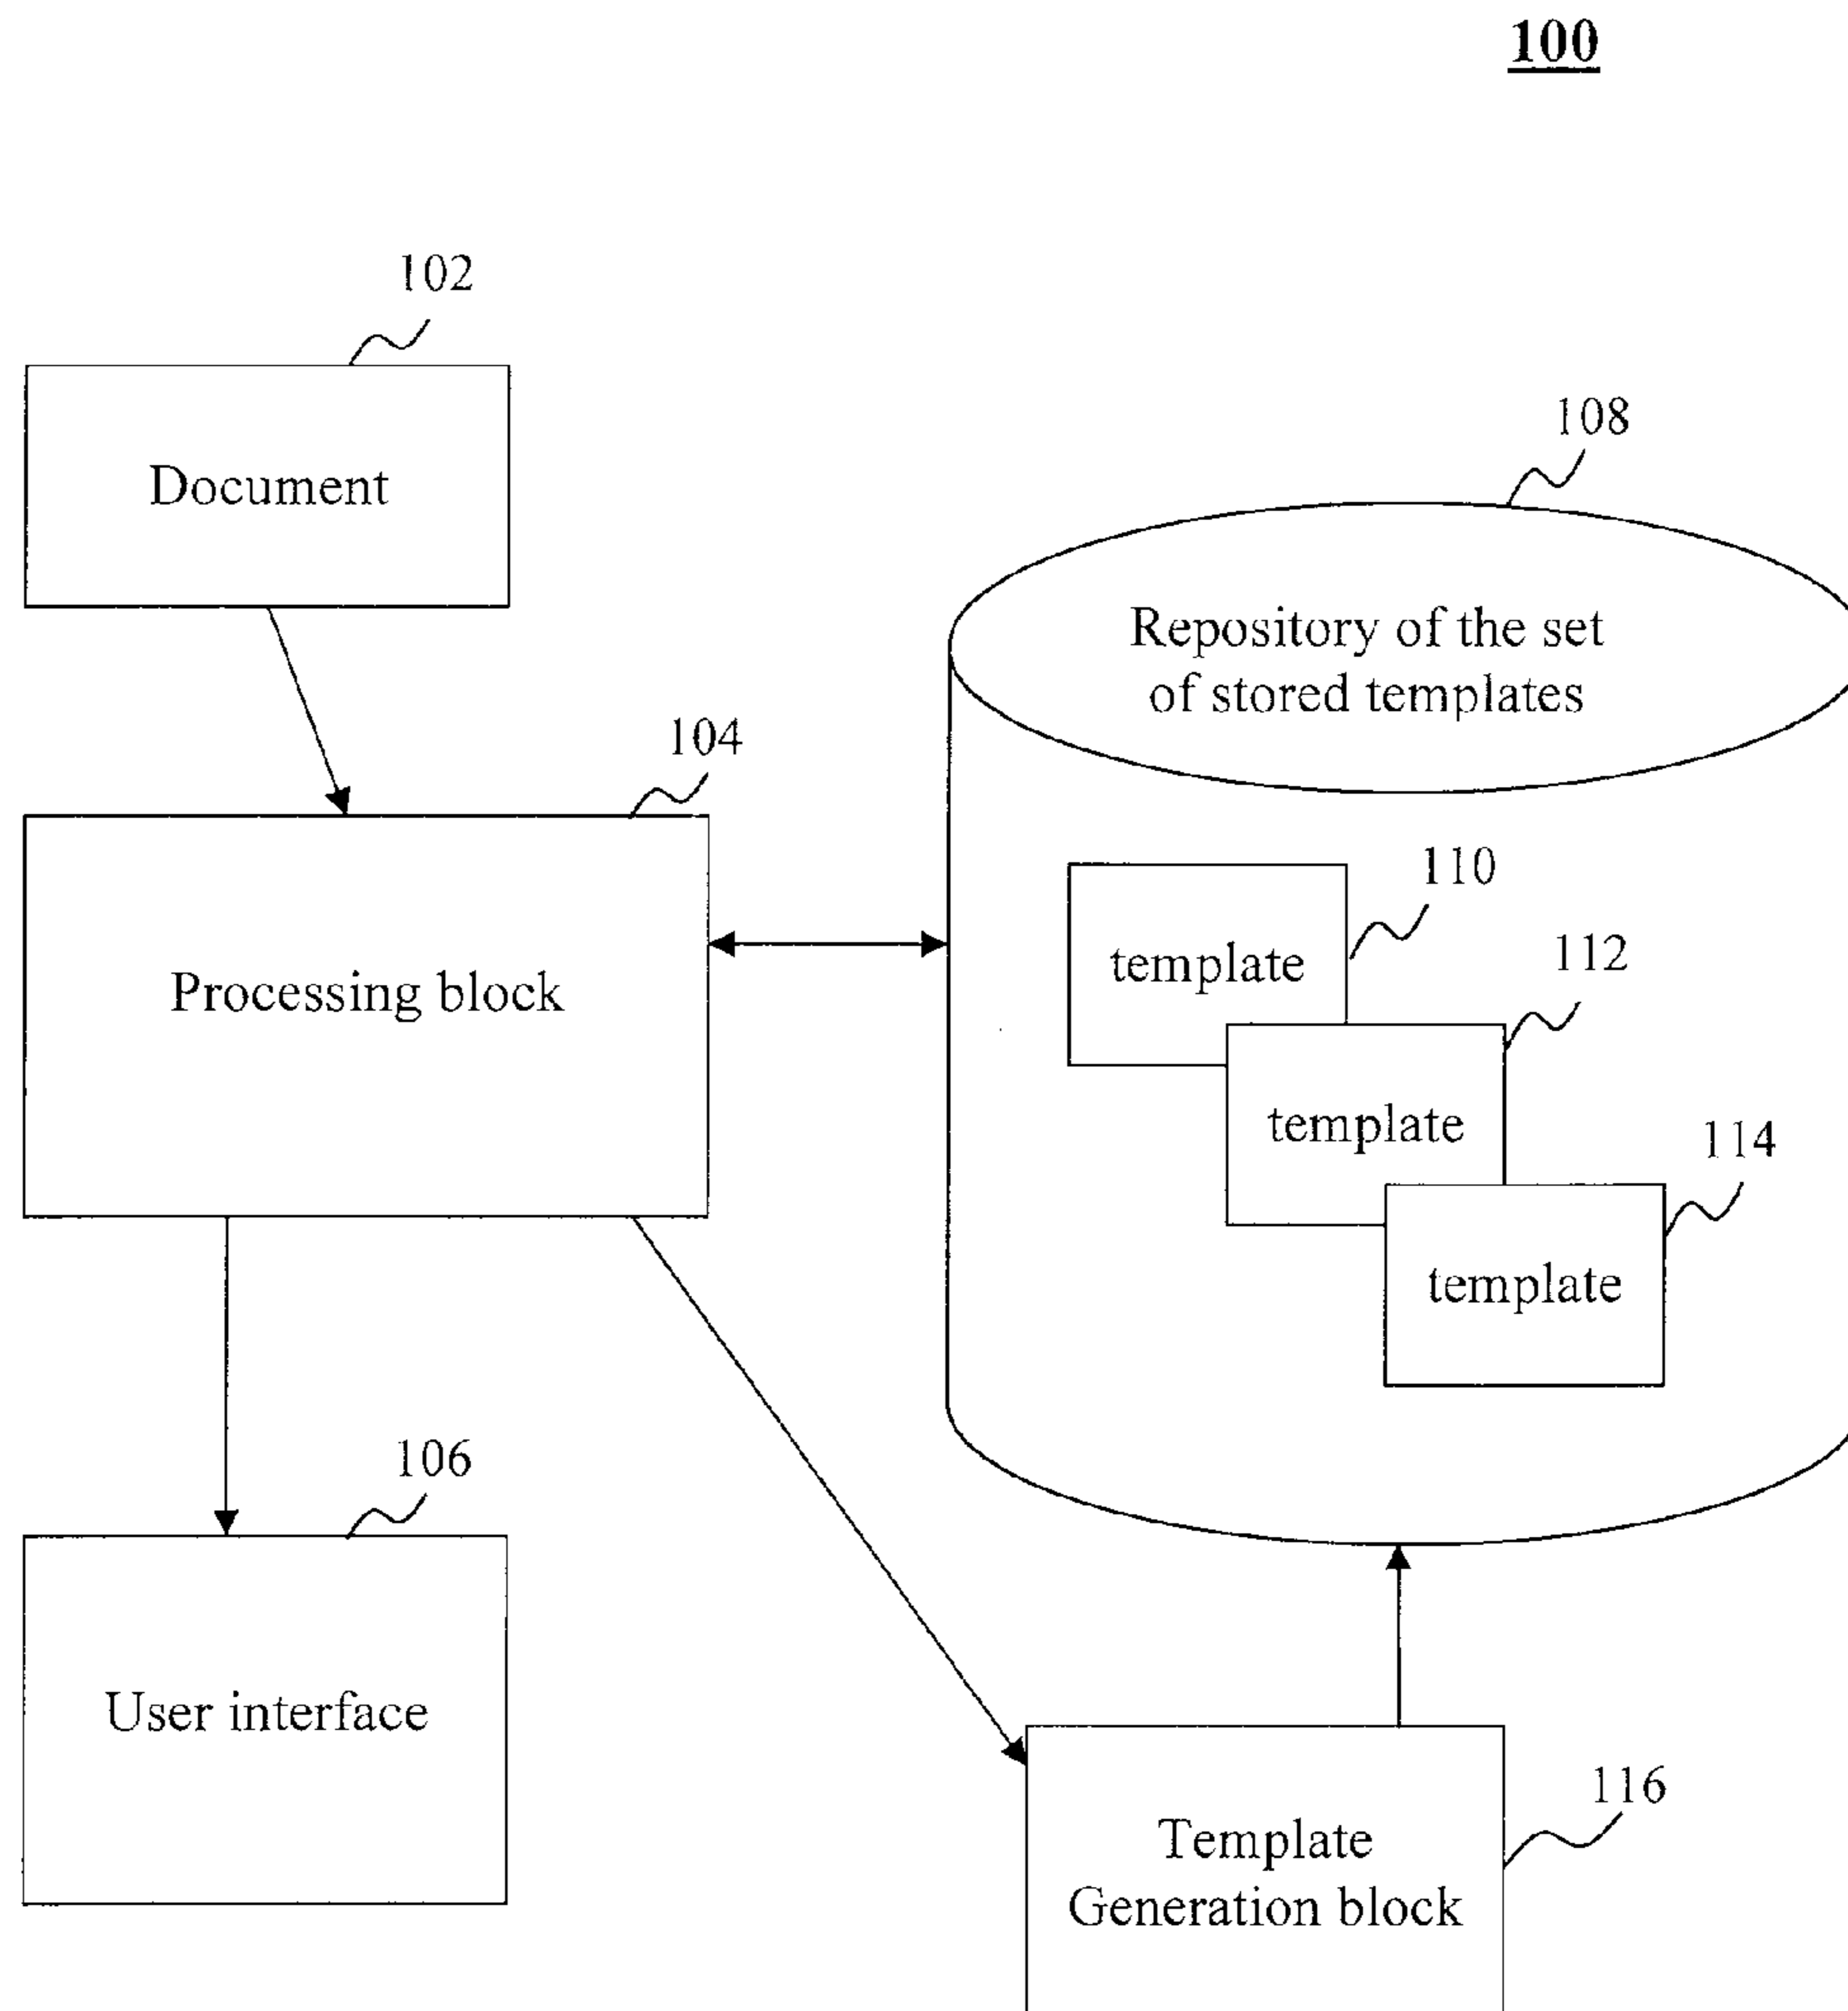 100
102
Document
108
Repository of the set
of stored templates
104
Processing block
110
template
112
template
114
template
106
User interface
116
Template
Generation block